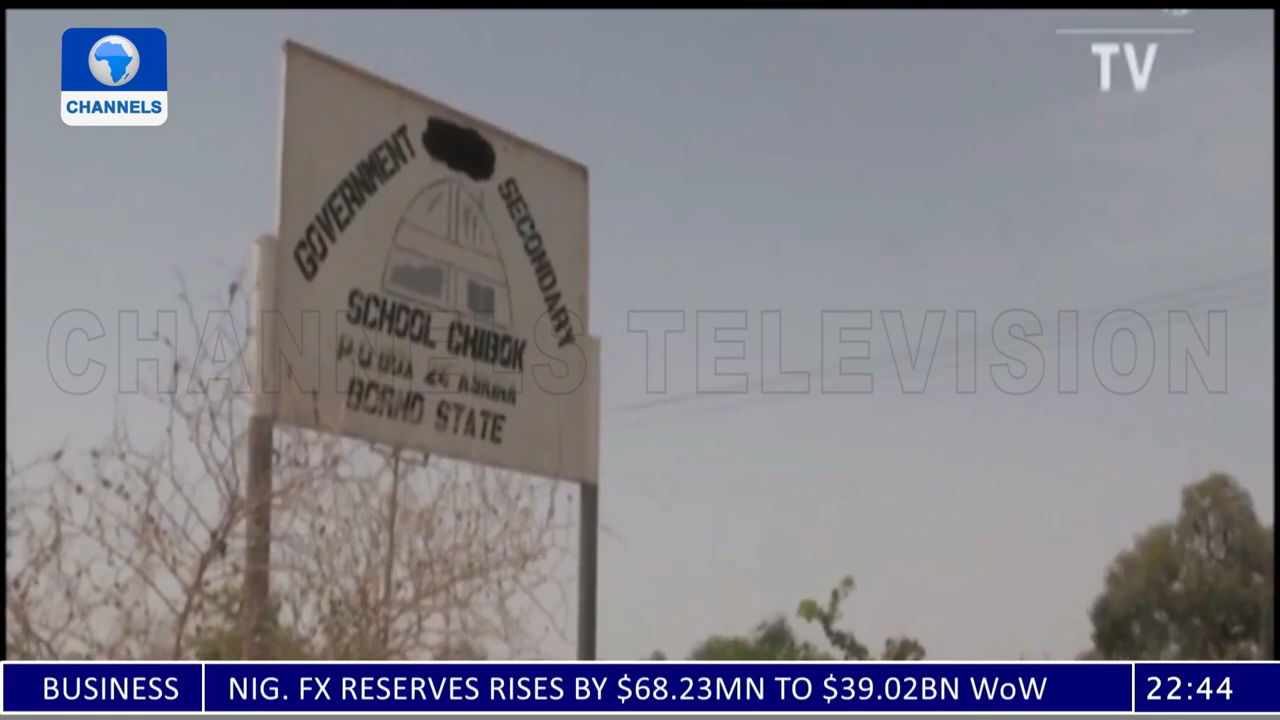 CHANNELS
TV
GOVERNMENT SECONDARY
SCHOOL CHIBOK
BORNO STATE
CHANNELS TELEVISION
BUSINESS
NIG. FX RESERVES RISES BY $68.23MN TO $39.02BN WoW
22:44